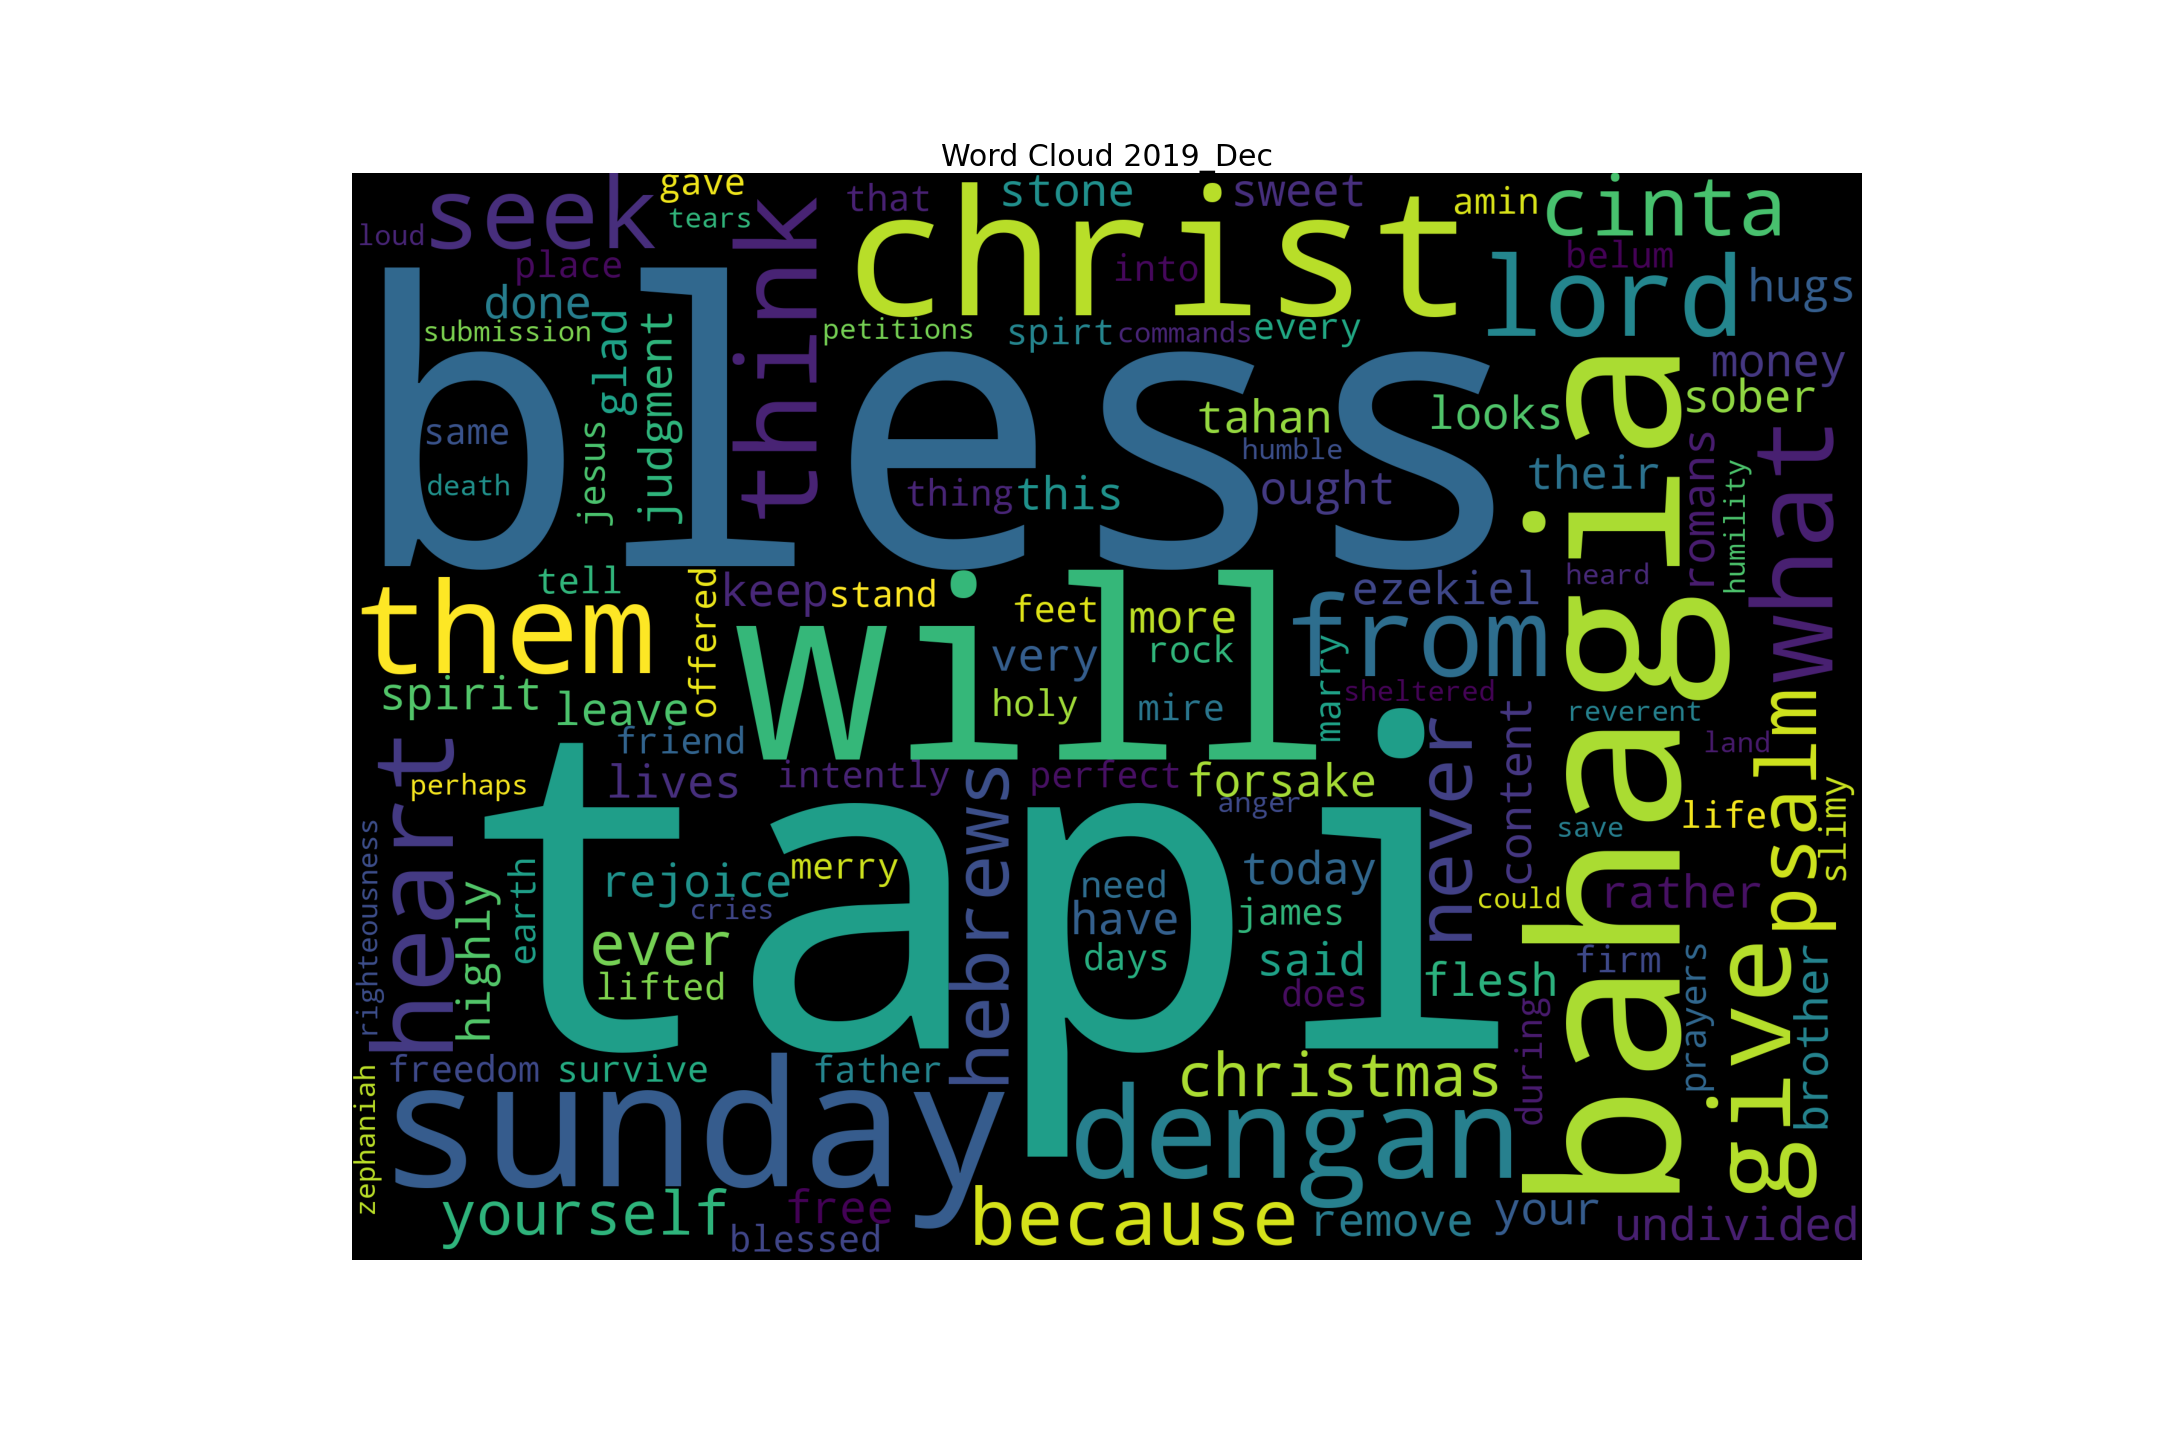 Word Cloud 2019_Dec
seek
gave
tears
loud
place
think
that
christ
stone
sweet
amin
cinta
into
belum
lord
hugs
done
submission
glad
judgment
petitions
spirt
commands
every
money
bless
same
death
jesus
tahan
looks
sober
humble
thing
this
ought
their
bahagia
romans
humility
what
tell
them
offered
keep
stand
will
feet
more
very
rock
holy
mire
ezekiel
from
heard
marry
sheltered
reverent
spirit
leave
friend
never
content
land
psalm
slimy
heart
perhaps
lives
intently
perfect
forsake
anger
save
life
tapi
righteousness
highly
earth
rejoice
merry
cries
ever
lifted
hebrews
need
have
days
today
james
said
does
could
rather
flesh
firm
give
prayers
brother
during
freedom
survive
father
christmas
zephaniah
sunday
dengan
yourself
free
blessed
because
remove
your
undivided